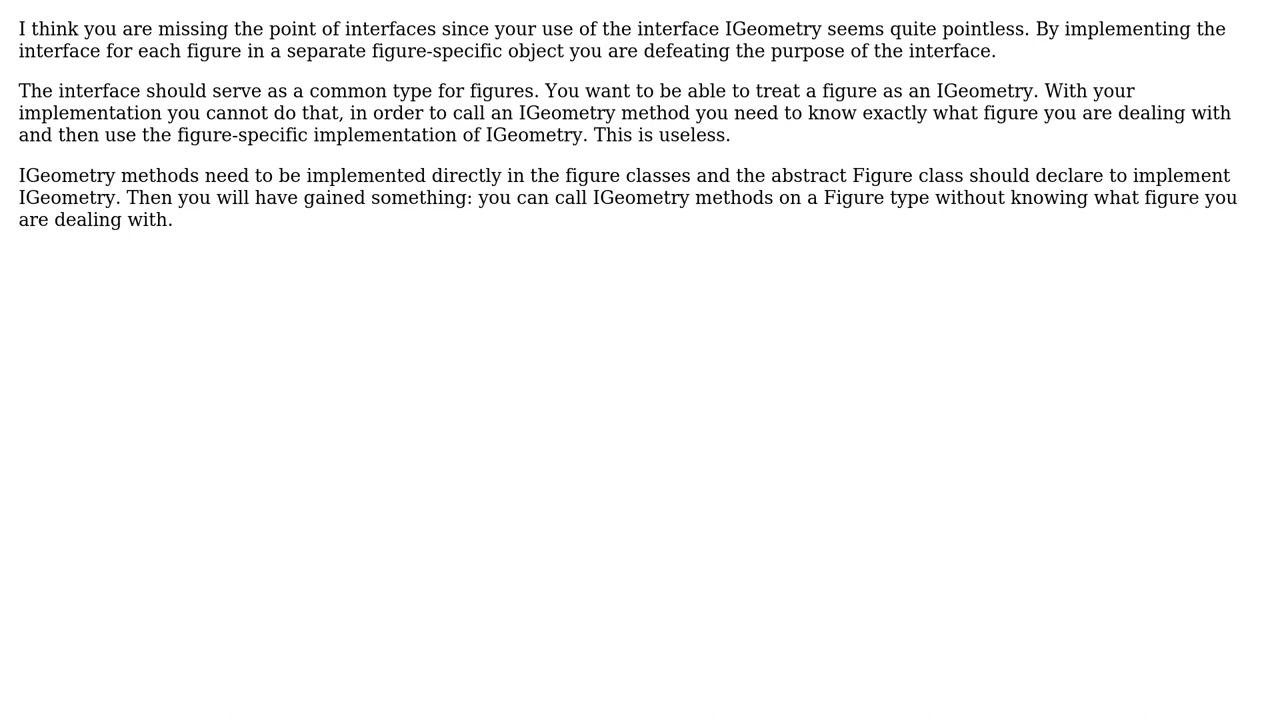 I think you are missing the point of interfaces since your use of the interface IGeometry seems quite pointless. By implementing the
interface for each figure in a separate figure-specific object you are defeating the purpose of the interface.
The interface should serve as a common type for figures. You want to be able to treat a figure as an IGeometry. With your
implementation you cannot do that, in order to call an IGeometry method you need to know exactly what figure you are dealing with
and then use the figure-specific implementation of IGeometry. This is useless.
IGeometry methods need to be implemented directly in the figure classes and the abstract Figure class should declare to implement
IGeometry. Then you will have gained something: you can call IGeometry methods on a Figure type without knowing what figure you
are dealing with.